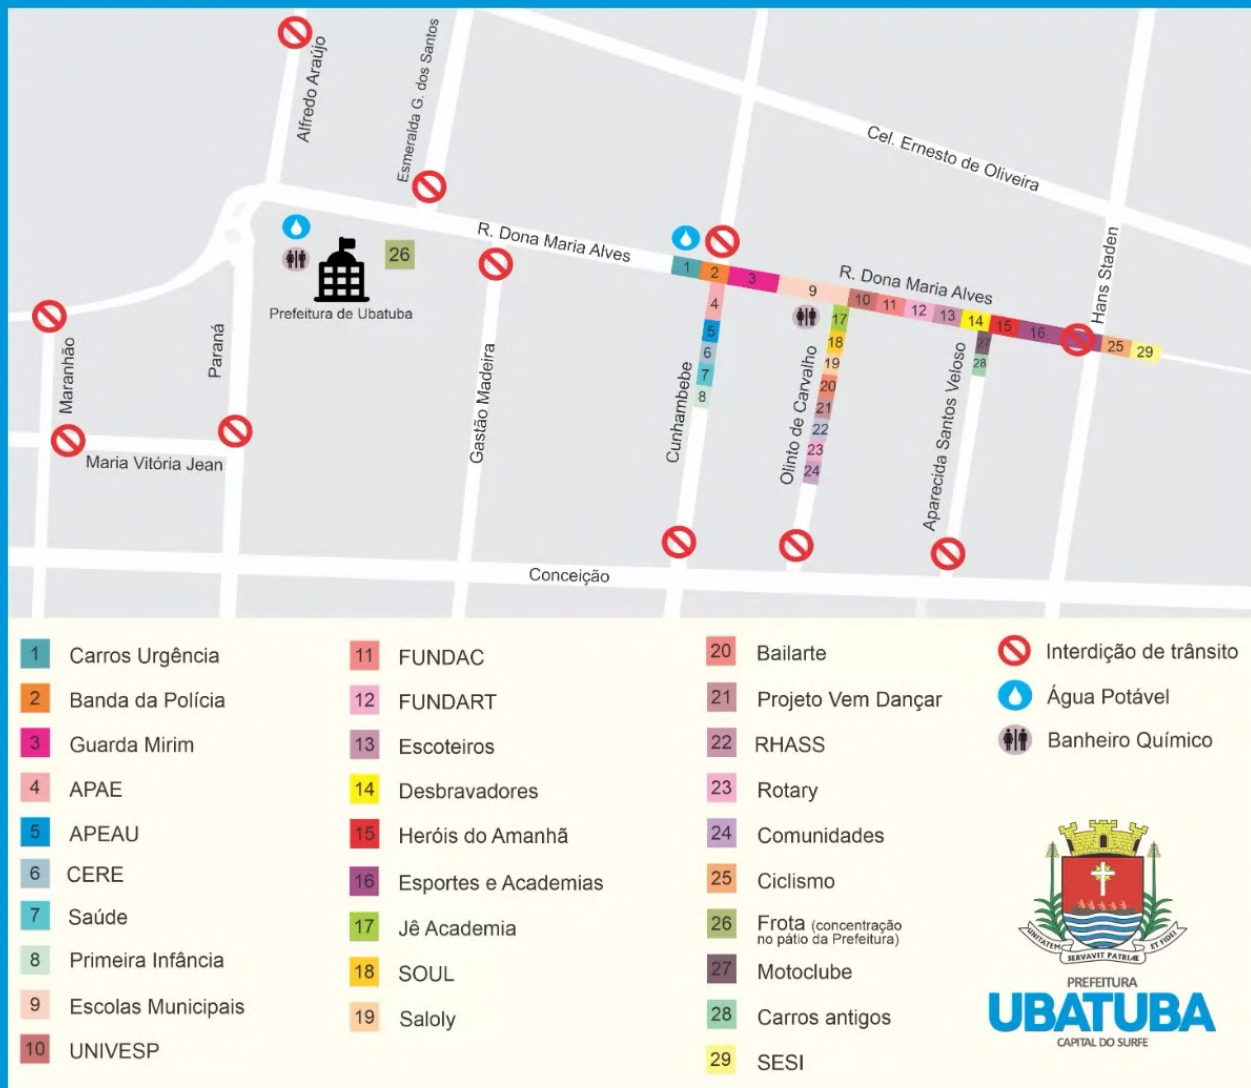 Alfredo Araújo
Esmeralda G. dos Santos
Cel. Ernesto de Oliveira
R. Dona Maria Alves
26
Prefeitura de Ubatuba
1
2
3
9
R. Dona Maria Alves
10
11
12
13
14
15
16
25
29
Hans Staden
4
5
6
7
8
17
18
19
20
21
22
23
24
27
28
Maranhão
Paraná
Maria Vitória Jean
Gastão Madeira
Cunhambebe
Olinto de Carvalho
Aparecida Santos Veloso
Conceição
1 Carros Urgência
2 Banda da Polícia
3 Guarda Mirim
4 APAE
5 APEAU
6 CERE
7 Saúde
8 Primeira Infância
9 Escolas Municipais
10 UNIVESP
11 FUNDAC
12 FUNDART
13 Escoteiros
14 Desbravadores
15 Heróis do Amanhã
16 Esportes e Academias
17 Jê Academia
18 SOUL
19 Saloly
20 Bailarte
21 Projeto Vem Dançar
22 RHASS
23 Rotary
24 Comunidades
25 Ciclismo
26 Frota (concentração
no pátio da Prefeitura)
27 Motoclube
28 Carros antigos
29 SESI
Interdição de trânsito
Água Potável
Banheiro Químico
UNITATEM
SERVAVIT PATRIAE
ET FIDEI
PREFEITURA
UBATUBA
CAPITAL DO SURFE